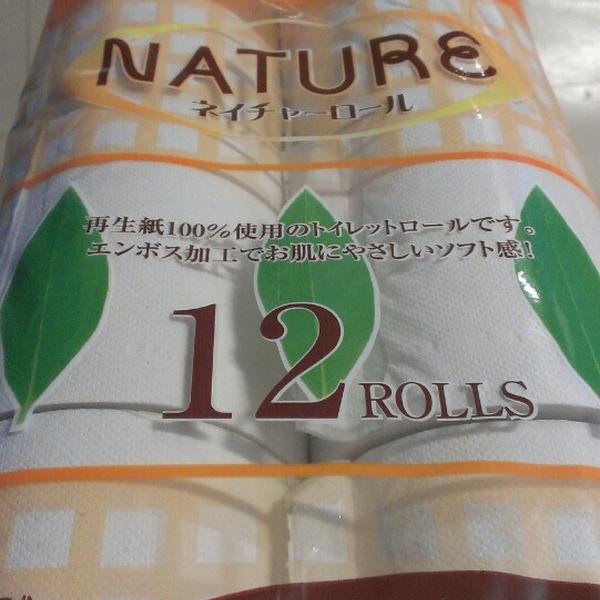 NATURE
ネイチャーロール
再生紙100%使用のトイレットロールです。
エンボス加工でお肌にやさしいソフト感!
12 ROLLS